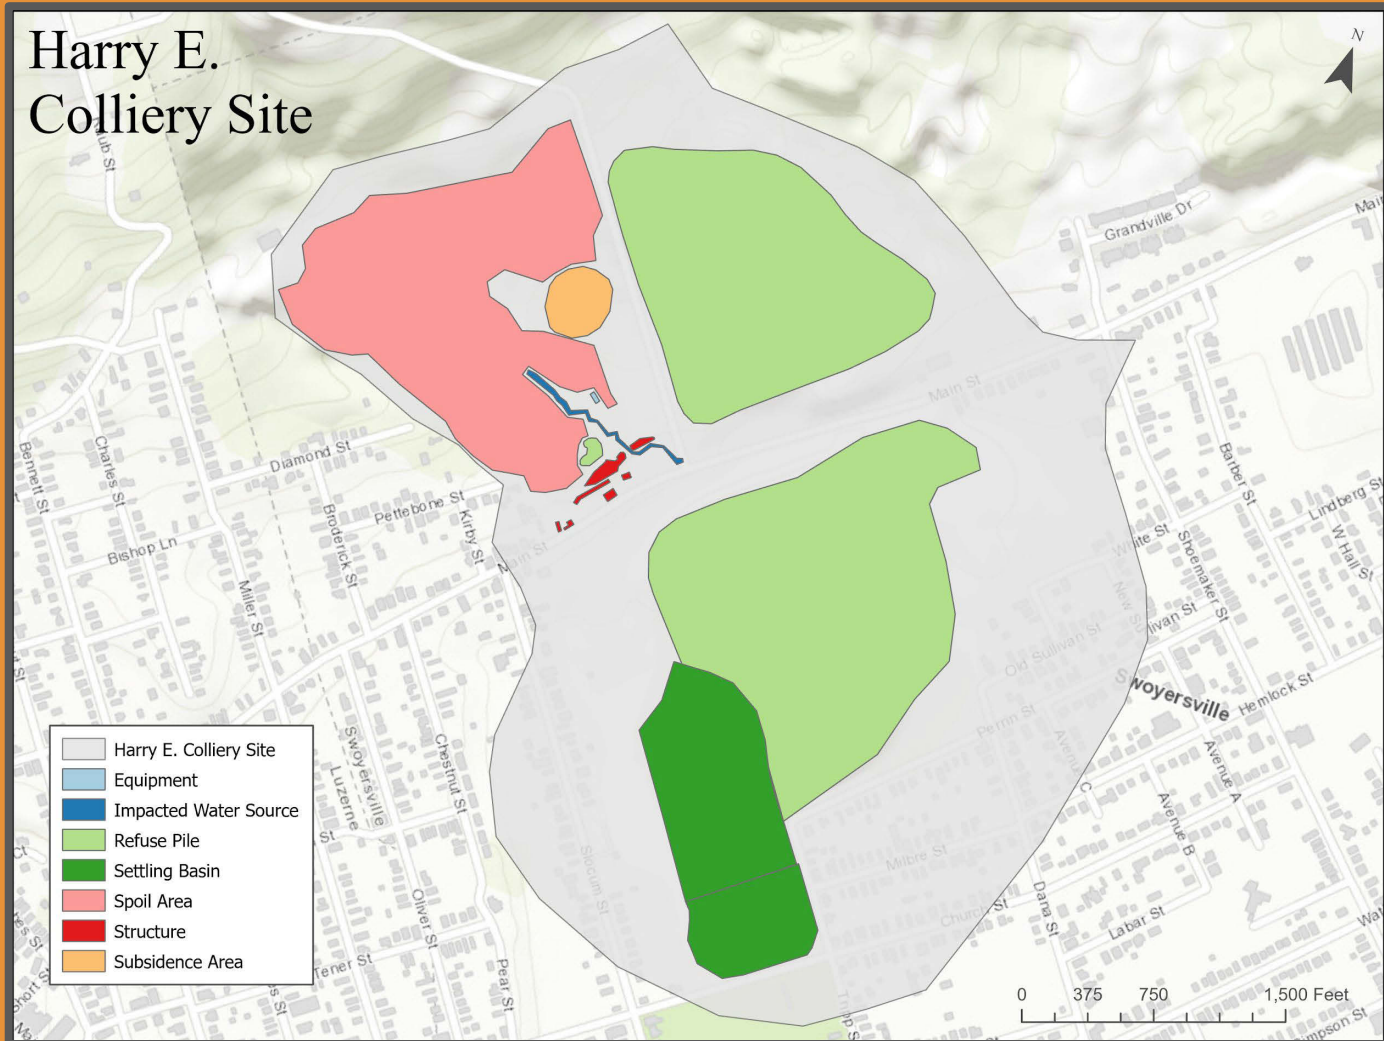 Harry E.
Colliery Site
N
Grandville Dr
Main St
Charles St
Bennett St
Diamond St
Barber St
Pettebone St
Broderick St
Kirby St
Lindberg St
Bishop Ln
White St
W Hall St
Shoemaker St
Miller St
Old Sullivan St
Swoyersville
Hemlock St
Perrin St
Avenue C
Avenue A
Swoyersville
Luzerne
Chestnut St
Avenue B
Milbre St
Slocum St
Oliver St
Church St
Dana St
Labar St
Tener St
Pear St
Short St
Simpson St
Harry E. Colliery Site
Equipment
Impacted Water Source
Refuse Pile
Settling Basin
Spoil Area
Structure
Subsidence Area
0 375 750 1,500 Feet